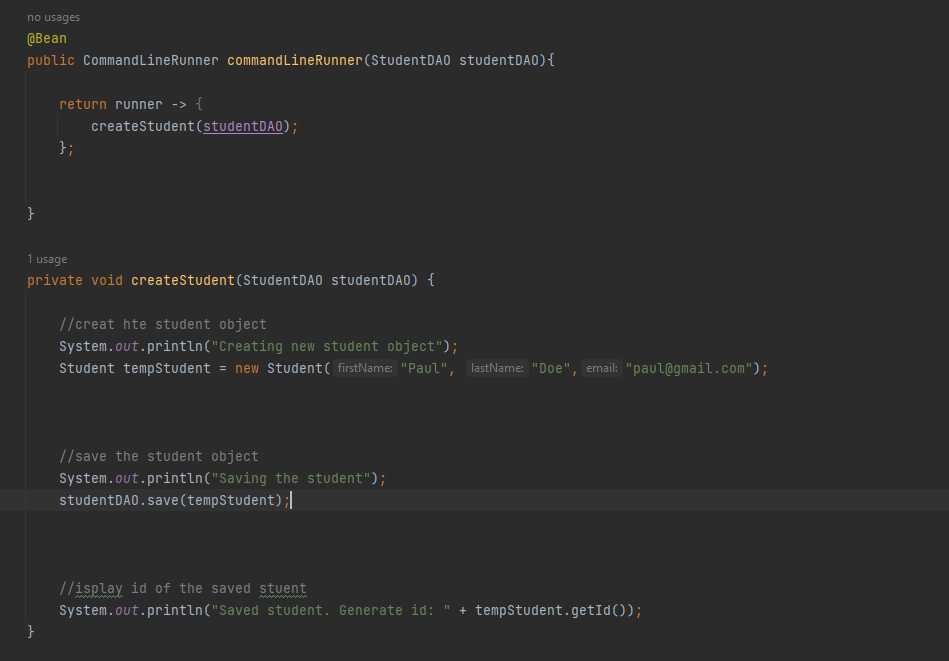 no usages
@Bean
public CommandLineRunner commandLineRunner(StudentDAO studentDAO){
return runner -> {
createStudent(studentDAO);
};
}
1 usage
private void createStudent(StudentDAO studentDAO) {
//creat hte student object
System.out.println("Creating new student object");
Student tempStudent = new Student( firstName: "Paul", lastName: "Doe", email: "paul@gmail.com");
//save the student object
System.out.println("Saving the student");
studentDAO.save(tempStudent);
//isplay id of the saved stuent
System.out.println("Saved student. Generate id: " + tempStudent.getId());
}